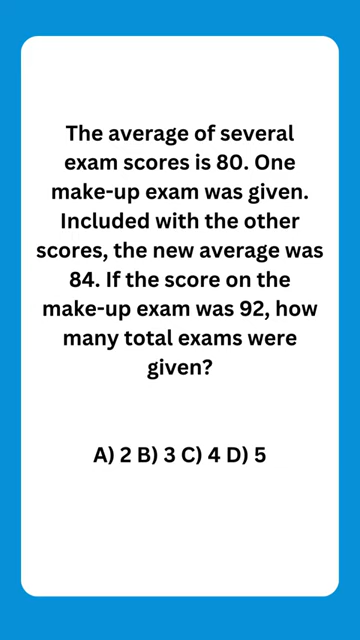 The average of several
exam scores is 80. One
make-up exam was given.
Included with the other
scores, the new average was
84. If the score on the
make-up exam was 92, how
many total exams were
given?
A) 2 B) 3 C) 4 D) 5